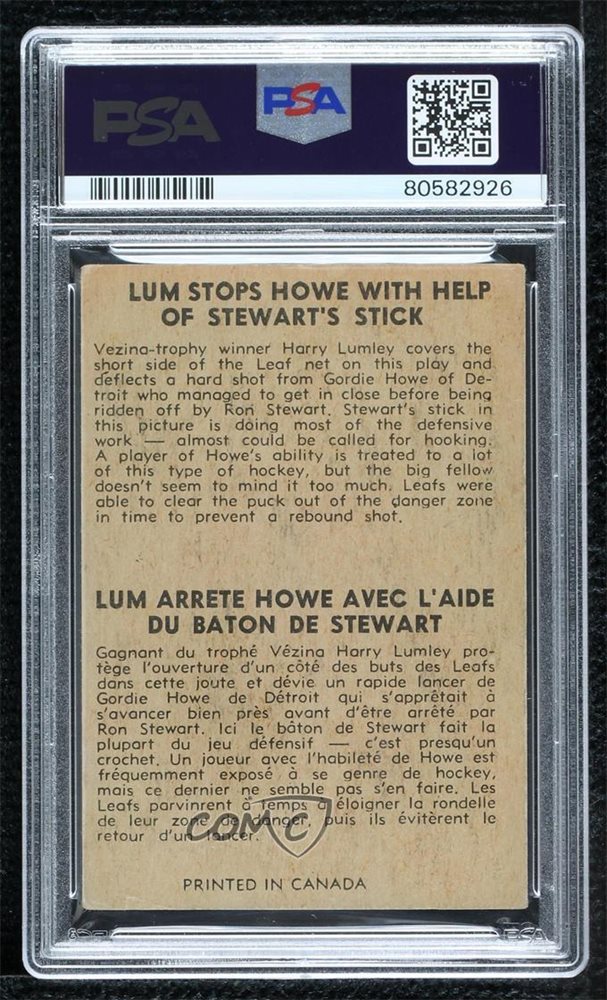 PSA
PSA
80582926
LUM STOPS HOWE WITH HELP
OF STEWART'S STICK
Vezina-trophy winner Harry Lumley covers the
short side of the Leaf net on this play and
deflects a hard shot from Gordie Howe of De-
troit who managed to get in close before being
ridden off by Ron Stewart. Stewart's stick in
this picture is doing most of the defensive
work — almost could be called for hooking.
A player of Howe's ability is treated to a lot
of this type of hockey, but the big fellow
doesn't seem to mind it too much. Leafs were
able to clear the puck out of the danger zone
in time to prevent a rebound shot.
LUM ARRETE HOWE AVEC L'AIDE
DU BATON DE STEWART
Gagnant du trophé Vézina Harry Lumley pro-
tège l'ouverture d'un côté des buts des Leafs
dans cette joute et dévie un rapide lancer de
Gordie Howe de Détroit qui s'apprêtait à
s'avancer bien près avant d'être arrêté par
Ron Stewart. Ici le bâton de Stewart fait la
plupart du jeu défensif — c'est presqu'un
crochet. Un joueur avec l'habileté de Howe est
fréquemment exposé à se genre de hockey,
mais ce dernier ne semble pas s'en faire. Les
Leafs parvinrent à temps à éloigner la rondelle
de leur zone de danger, puis ils évitèrent le
retour d'un lancer.
COMC
PRINTED IN CANADA
PSA